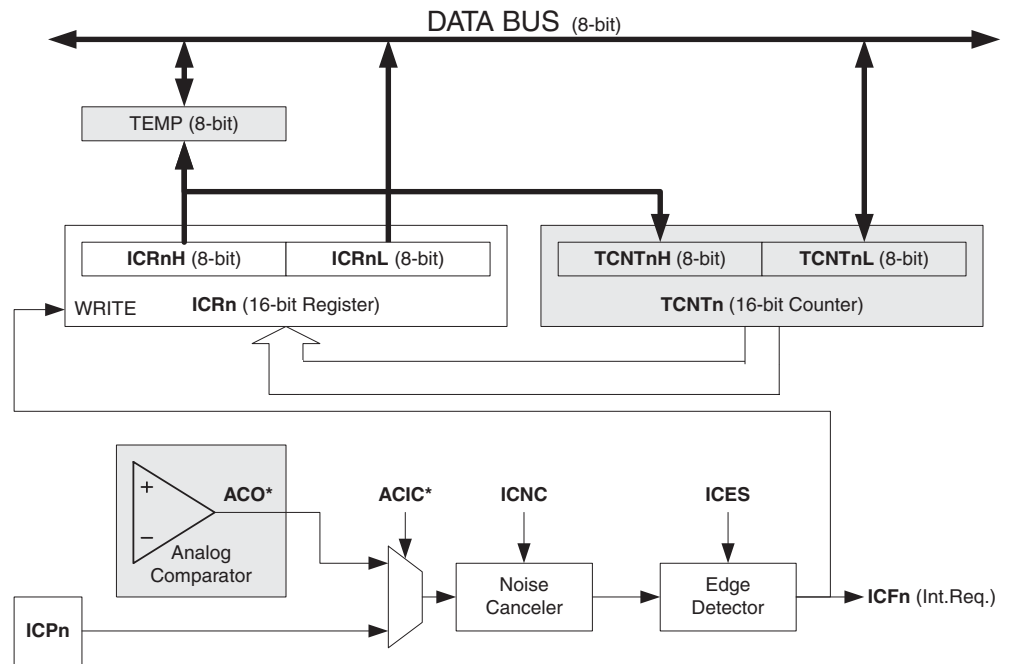 DATA BUS (8-bit)
TEMP (8-bit)
ICRnH (8-bit) ICRnL (8-bit) TCNTnH (8-bit) TCNTnL (8-bit)
WRITE ICRn (16-bit Register) TCNTn (16-bit Counter)
+
ACO* ACIC* ICNC ICES
−
Analog
Comparator
Noise
Canceler
Edge
Detector
ICFn (Int.Req.)
ICPn